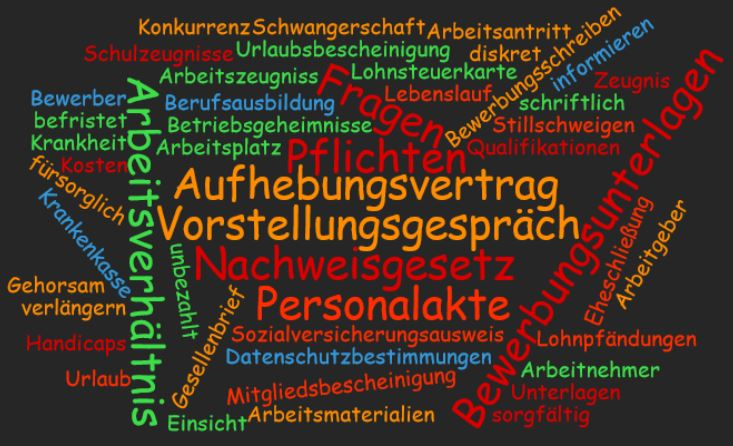 Konkurrenz
Schwangerschaft
Arbeitsantritt
Schulzeugnisse
Urlaubsbescheinigung
diskret
Bewerbungsschreiben
informieren
Arbeitszeugniss
Lohnsteuerkarte
Zeugnis
Bewerber
Berufsausbildung
Fragen
Lebenslauf
schriftlich
befristet
Betriebsgeheimnisse
Stillschweigen
Krankheit
Arbeitsplatz
Pflichten
Qualifikationen
Kosten
Arbeitsverhältnis
Aufhebungsvertrag
Bewerbungsunterlagen
fürsorglich
Vorstellungsgespräch
Krankenkasse
unbezahlt
Nachweisgesetz
Eheschließung
Arbeitgeber
Gehorsam
verlängern
Personalakte
Gesellenbrief
Handicaps
Sozialversicherungsausweis
Lohnpfändungen
Datenschutzbestimmungen
Urlaub
Mitgliedsbescheinigung
Arbeitnehmer
Unterlagen
Einsicht
Arbeitsmaterialien
sorgfältig